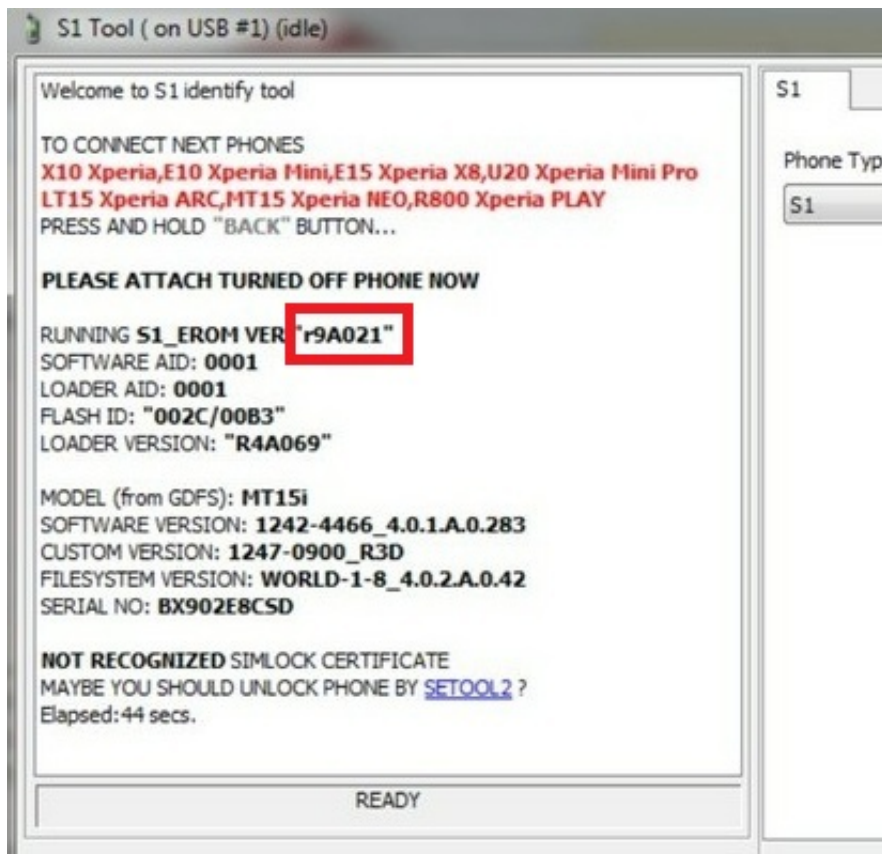 S1 Tool ( on USB #1) (idle)
Welcome to S1 identify tool
TO CONNECT NEXT PHONES
X10 Xperia,E10 Xperia Mini,E15 Xperia X8,U20 Xperia Mini Pro
LT15 Xperia ARC,MT15 Xperia NEO,R800 Xperia PLAY
PRESS AND HOLD "BACK" BUTTON...
PLEASE ATTACH TURNED OFF PHONE NOW
RUNNING S1_EROM VER "r9A021"
SOFTWARE AID: 0001
LOADER AID: 0001
FLASH ID: "002C/00B3"
LOADER VERSION: "R4A069"
MODEL (from GDFS): MT15i
SOFTWARE VERSION: 1242-4466_4.0.1.A.0.283
CUSTOM VERSION: 1247-0900_R3D
FILESYSTEM VERSION: WORLD-1-8_4.0.2.A.0.42
SERIAL NO: BX902E8CSD
NOT RECOGNIZED SIMLOCK CERTIFICATE
MAYBE YOU SHOULD UNLOCK PHONE BY SETOOL2 ?
Elapsed:44 secs.
READY
S1
Phone Typ
S1